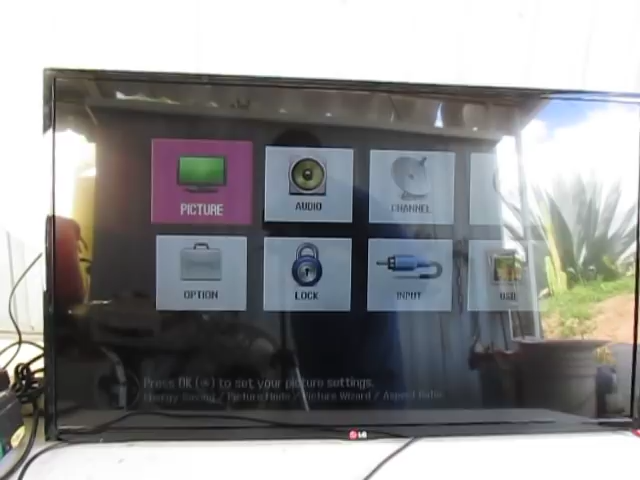 PICTURE
AUDIO
CHANNEL
OPTION
LOCK
INPUT
USB
Press OK (⊙) to set your picture settings.
Energy Saving / Picture Mode / Picture Wizard / Aspect Ratio
LG